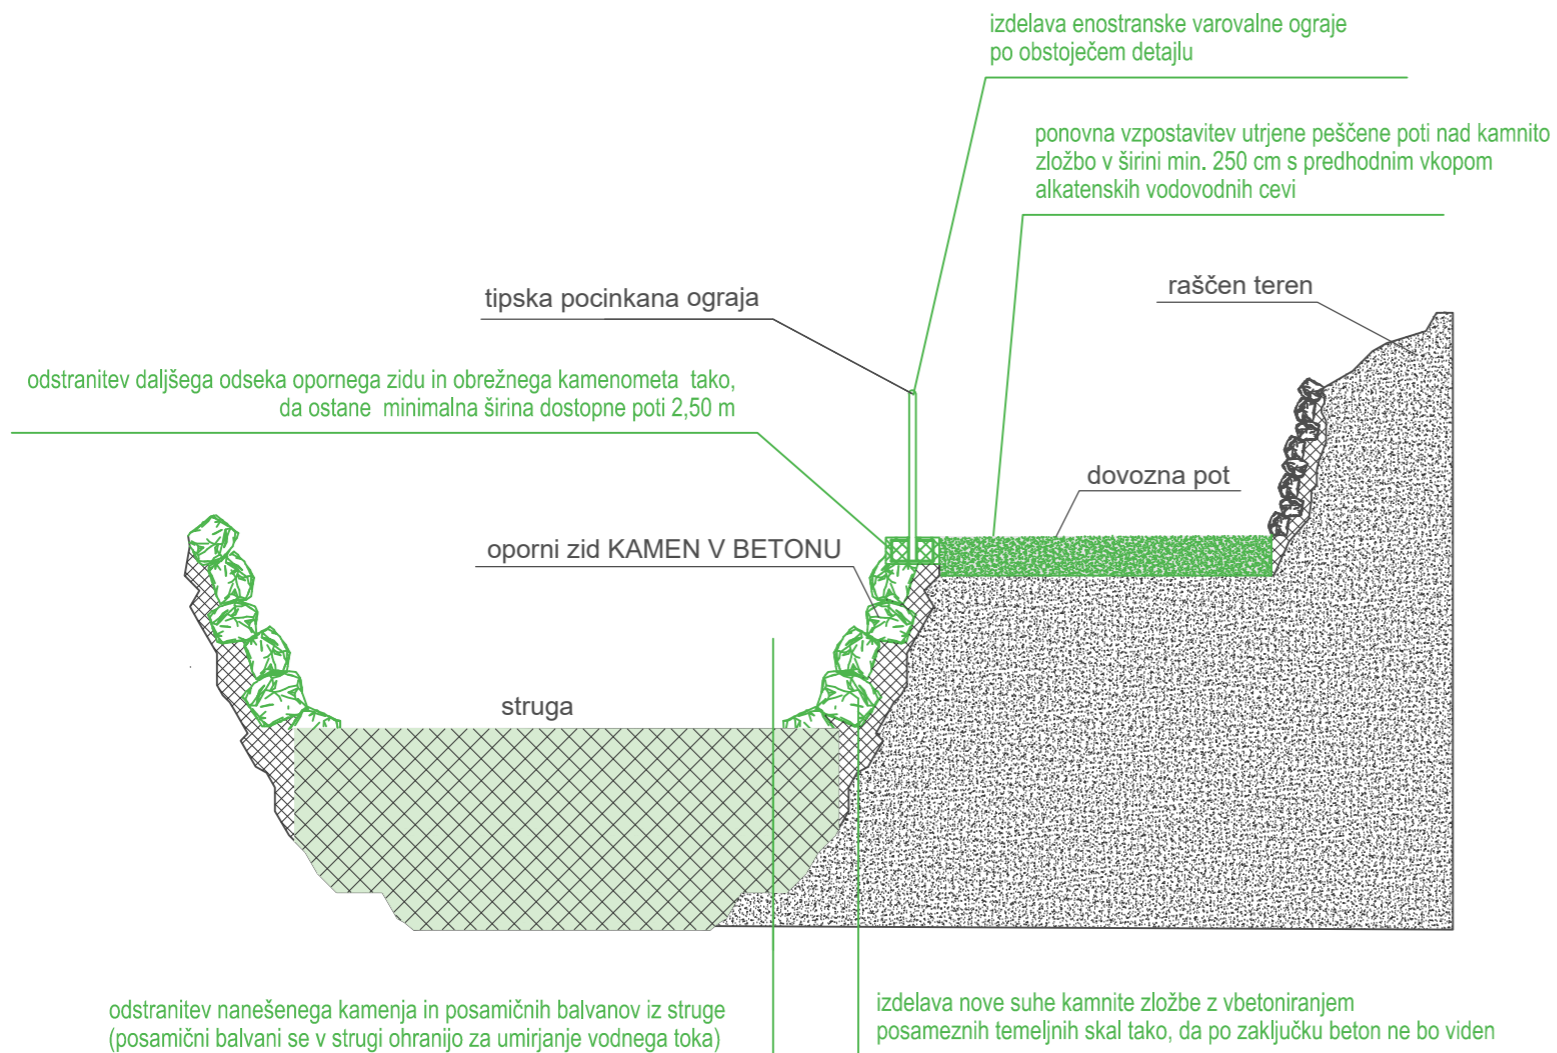 izdelava enostranske varovalne ograje
po obstoječem detajlu
ponovna vzpostavitev utrjene peščene poti nad kamnito
zložbo v širini min. 250 cm s predhodnim vkopom
alkatenskih vodovodnih cevi
tipska pocinkana ograja
raščen teren
odstranitev daljšega odseka opornega zidu in obrežnega kamenometa tako,
da ostane minimalna širina dostopne poti 2,50 m
dovozna pot
oporni zid KAMEN V BETONU
struga
odstranitev nanešenega kamenja in posamičnih balvanov iz struge
(posamični balvani se v strugi ohranijo za umirjanje vodnega toka)
izdelava nove suhe kamnite zložbe z vbetoniranjem
posameznih temeljnih skal tako, da po zaključku beton ne bo viden